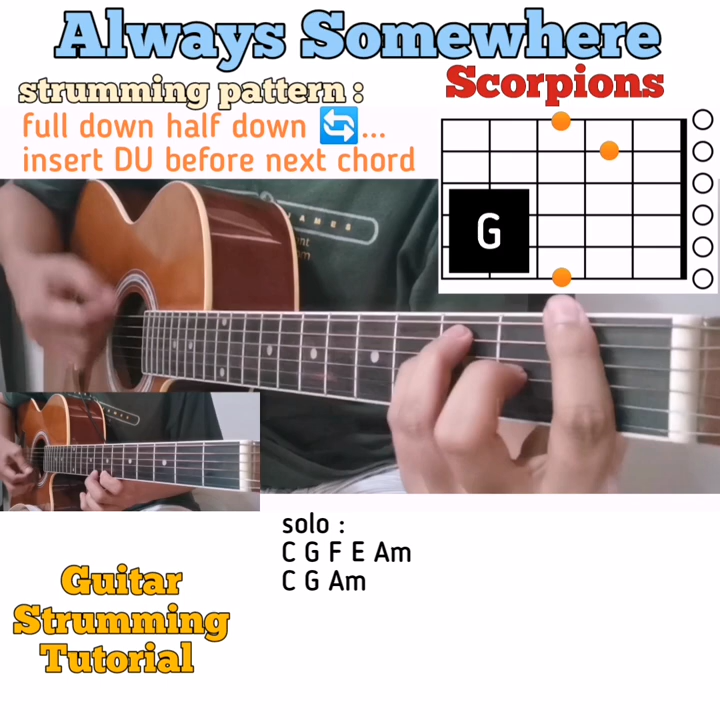 Always Somewhere
Scorpions
strumming pattern :
full down half down 🔄...
insert DU before next chord
G
JAMES
solo :
C G F E Am
C G Am
Guitar
Strumming
Tutorial